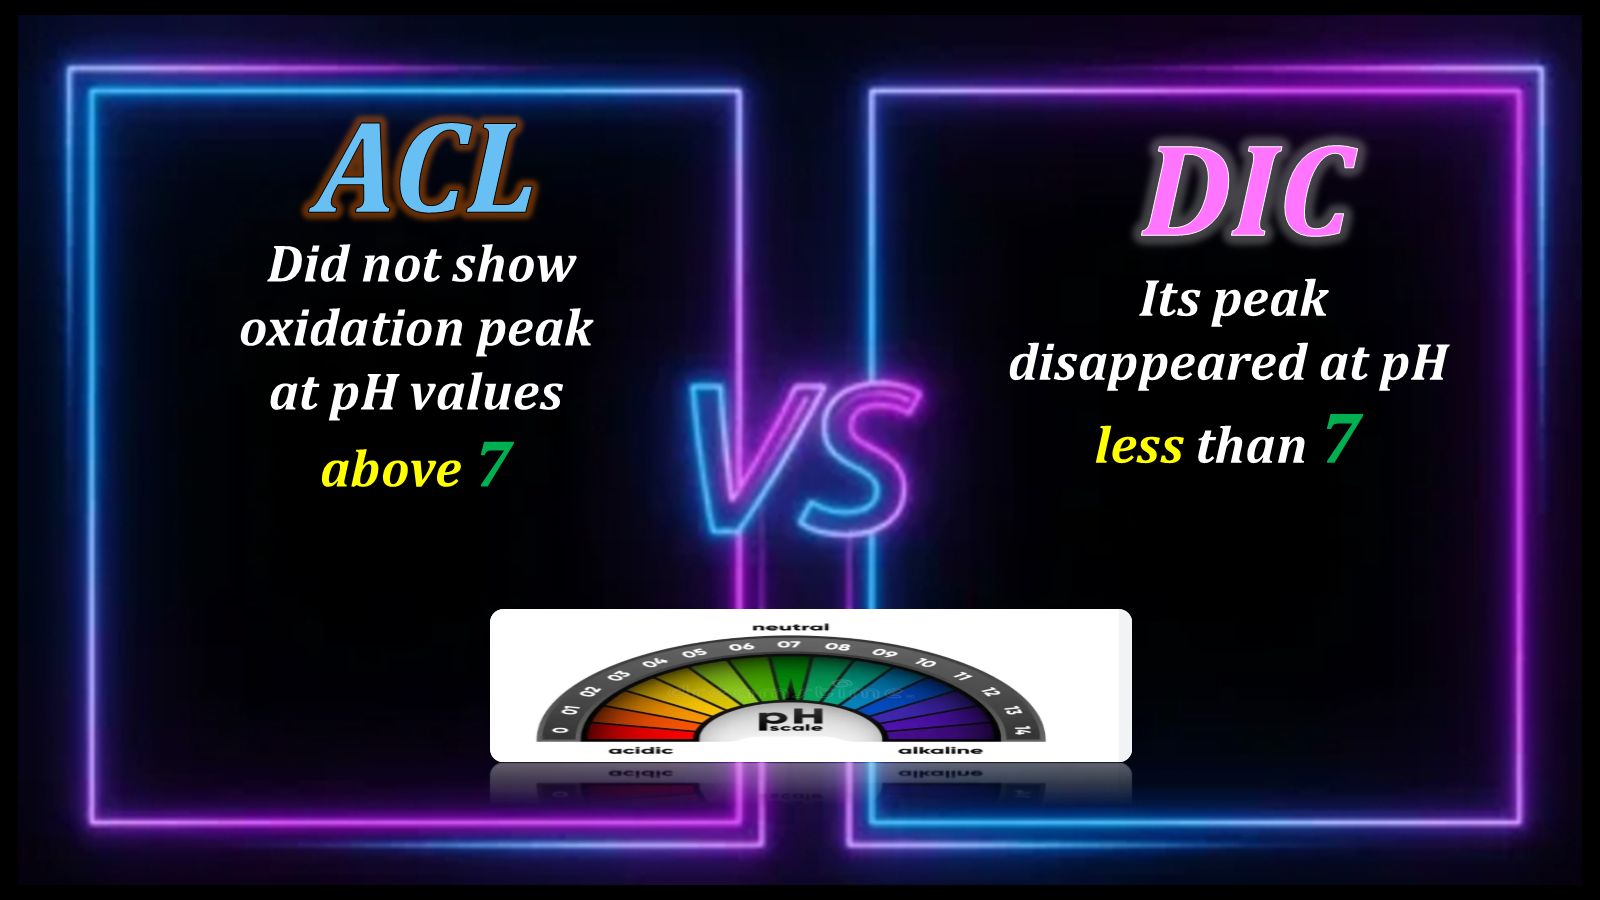 ACL
Did not show
oxidation peak
at pH values
above 7
VS
DIC
Its peak
disappeared at pH
less than 7
neutral
0 01 02 03 04 05 06 07 08 09 10 11 12 13 14
pH
scale
acidic
alkaline